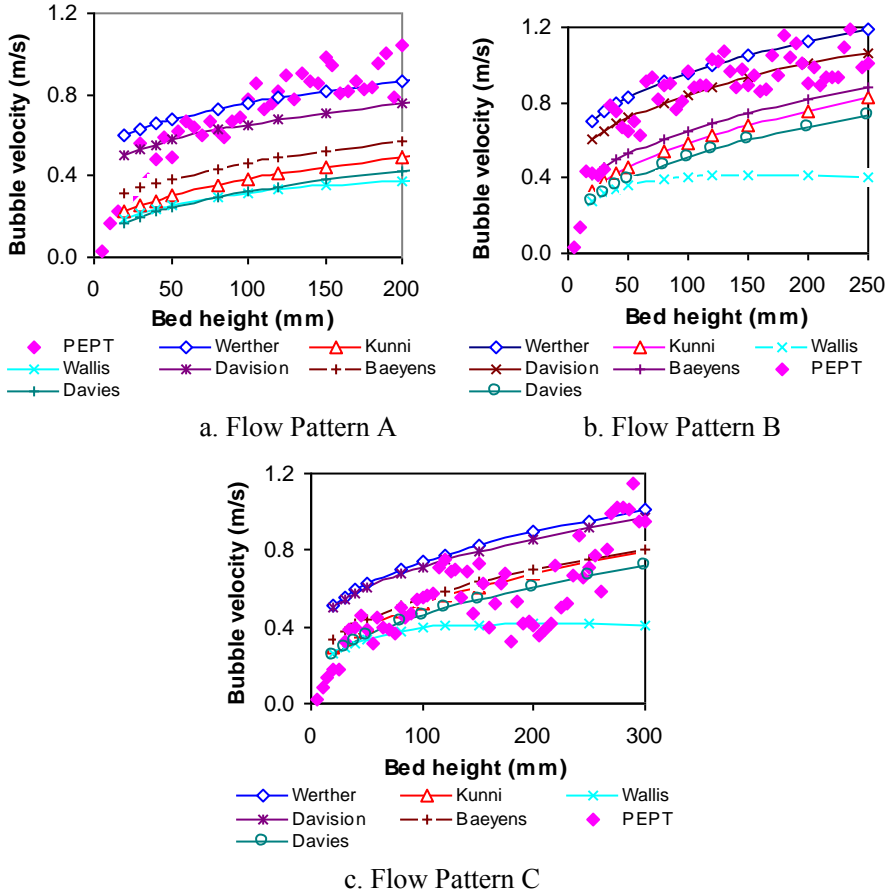 Bubble velocity (m/s)
1.2
0.8
0.4
0.0
0 50 100 150 200
Bed height (mm)
PEPT Werther Kunni
Wallis Davision Baeyens
Davies
a. Flow Pattern A
Bubble velocity (m/s)
1.2
0.8
0.4
0.0
0 50 100 150 200 250
Bed height (mm)
Werther Kunni Wallis
Davision Baeyens PEPT
Davies
b. Flow Pattern B
Bubble velocity (m/s)
1.2
0.8
0.4
0.0
0 100 200 300
Bed height (mm)
Werther Kunni Wallis
Davision Baeyens PEPT
Davies
c. Flow Pattern C